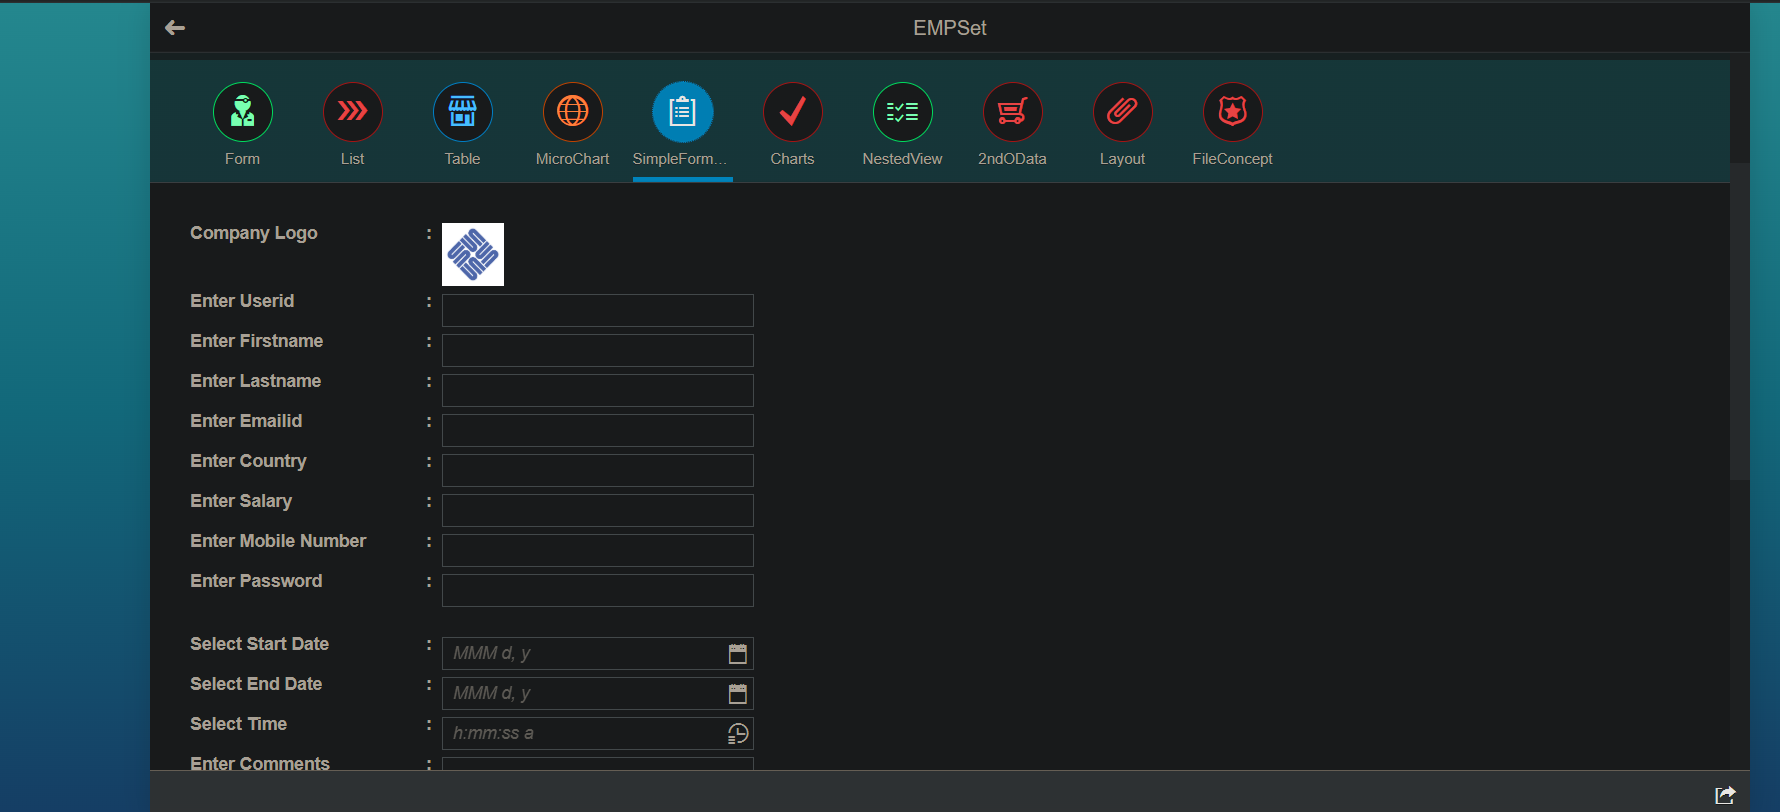 EMPSet
Form List Table MicroChart SimpleForm... Charts NestedView 2ndOData Layout FileConcept
Company Logo :
Enter Userid :
Enter Firstname :
Enter Lastname :
Enter Emailid :
Enter Country :
Enter Salary :
Enter Mobile Number :
Enter Password :
Select Start Date : MMM d, y
Select End Date : MMM d, y
Select Time : h:mm:ss a
Enter Comments :